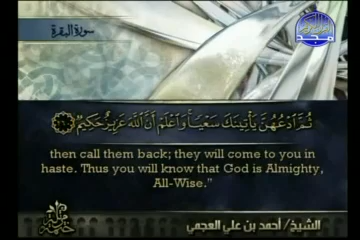 سورة البقرة
المجد
ثُمَّ ادْعُهُنَّ يَأْتِينَكَ سَعْيًا وَاعْلَمْ أَنَّ اللَّهَ عَزِيزٌ حَكِيمٌ
then call them back; they will come to you in
haste. Thus you will know that God is Almighty,
All-Wise."
الشيخ/ أحمد بن علي العجمي